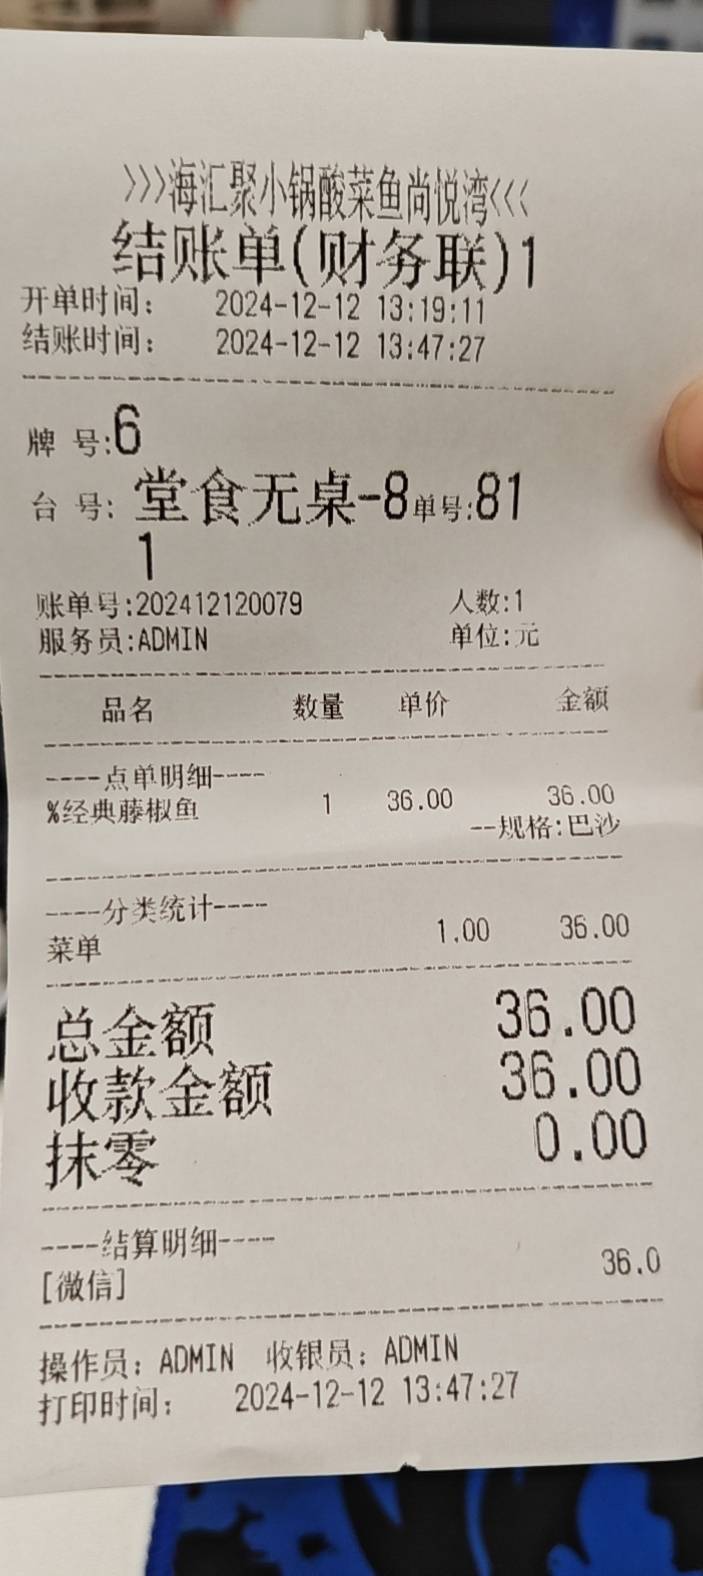 >>>海汇聚小锅酸菜鱼尚悦湾<<<
结账单(财务联)1
开单时间： 2024-12-12 13:19:11
结账时间： 2024-12-12 13:47:27
牌 号:6
台 号: 堂食无桌-8单号:81
1
账单号:202412120079 人数:1
服务员:ADMIN 单位:元
品名 数量 单价 金额
----点单明细----
%经典藤椒鱼 1 36.00 36.00
--规格:巴沙
----分类统计----
菜单 1.00 36.00
总金额 36.00
收款金额 36.00
抹零 0.00
----结算明细----
[微信] 36.0
操作员：ADMIN 收银员：ADMIN
打印时间： 2024-12-12 13:47:27